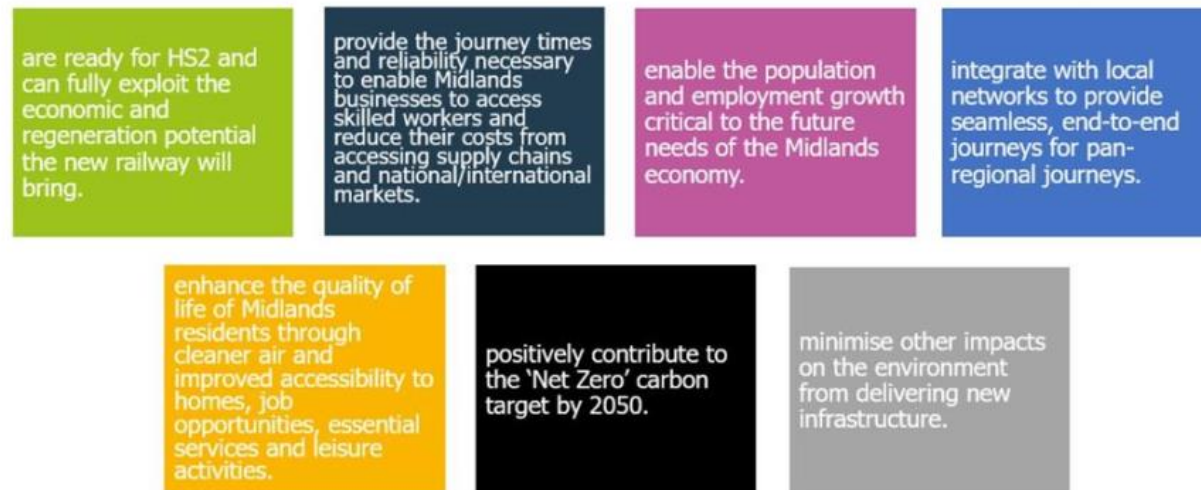 are ready for HS2 and
can fully exploit the
economic and
regeneration potential
the new railway will
bring.
provide the journey times
and reliability necessary
to enable Midlands
businesses to access
skilled workers and
reduce their costs from
accessing supply chains
and national/international
markets.
enable the population
and employment growth
critical to the future
needs of the Midlands
economy.
integrate with local
networks to provide
seamless, end-to-end
journeys for pan-
regional journeys.
enhance the quality of
life of Midlands
residents through
cleaner air and
improved accessibility to
homes, job
opportunities, essential
services and leisure
activities.
positively contribute to
the ‘Net Zero’ carbon
target by 2050.
minimise other impacts
on the environment
from delivering new
infrastructure.